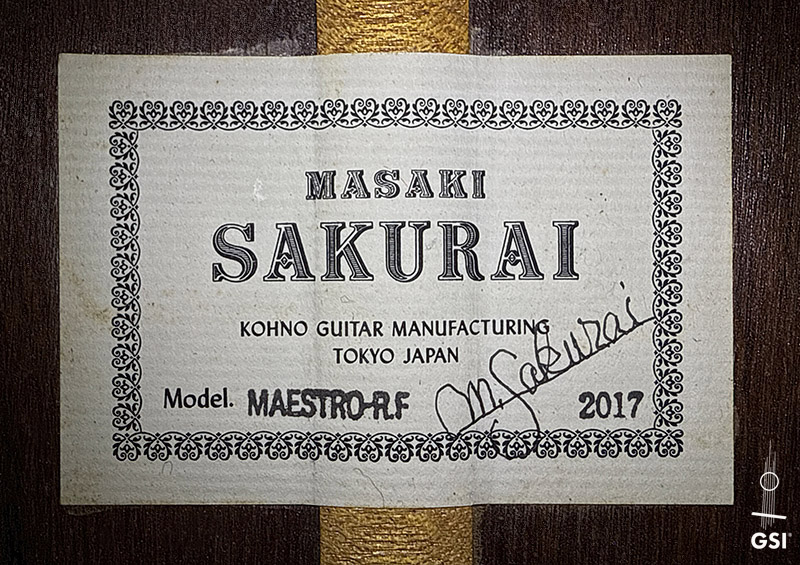 MASAKI
SAKURAI
KOHNO GUITAR MANUFACTURING
TOKYO JAPAN
M. Sakurai
Model. MAESTRO-R.F 2017
GSI